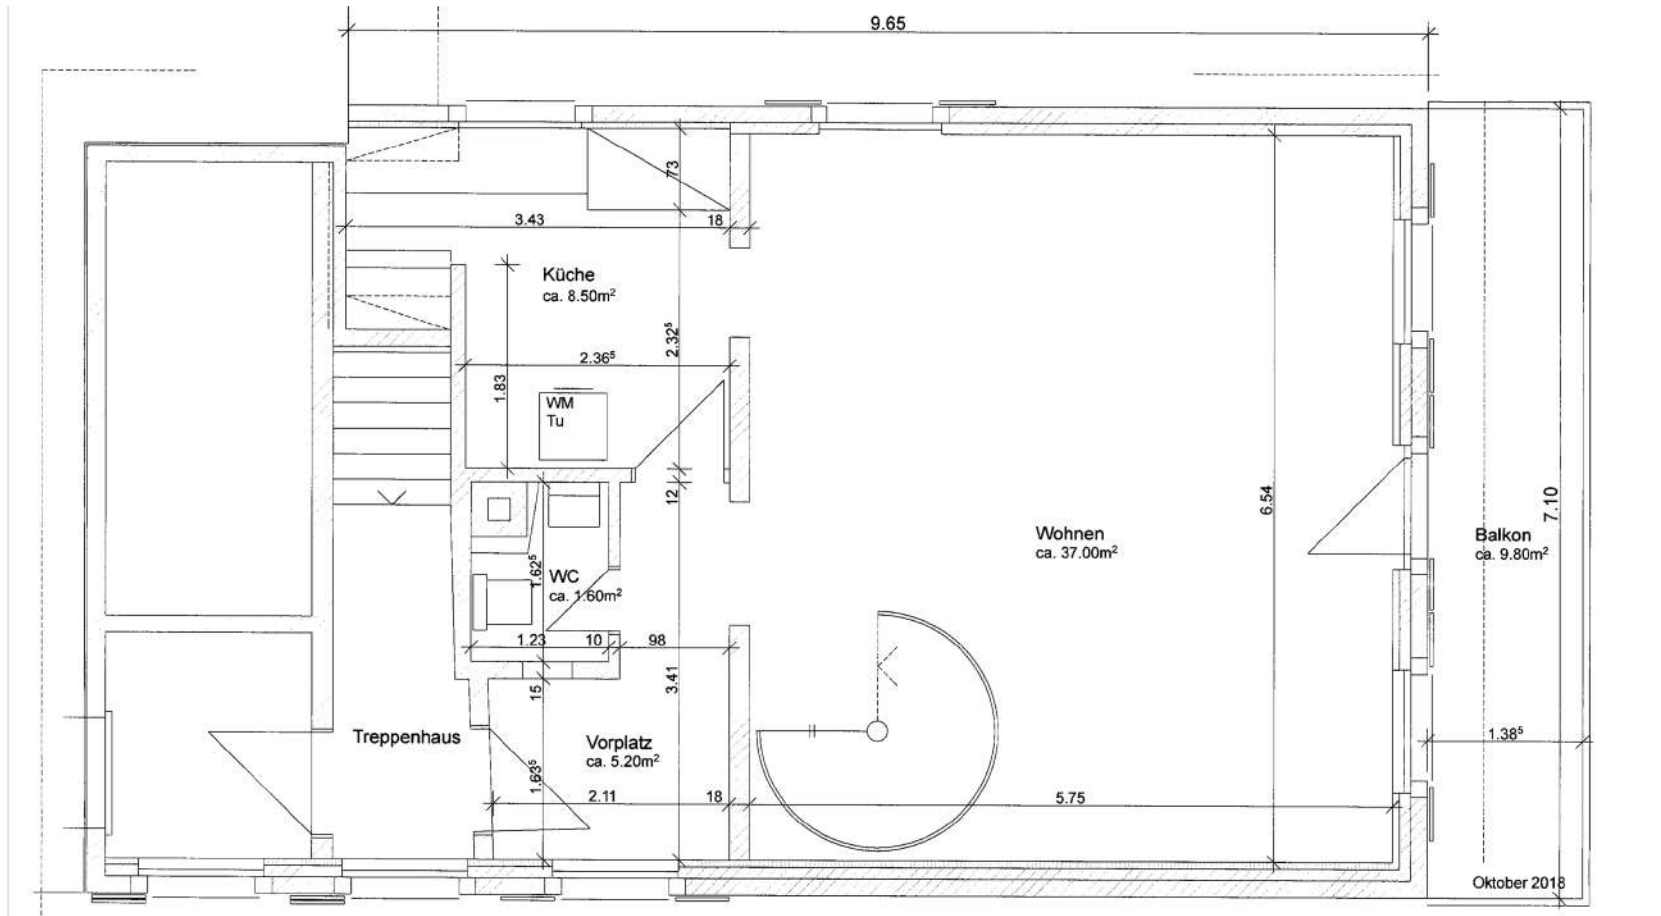 9.65
73
3.43
18
Küche
ca. 8.50m²
2.32⁵
2.36⁵
1.83
WM
Tu
12
6.54
7.10
Wohnen
ca. 37.00m²
Balkon
ca. 9.80m²
1.62⁵
WC
ca. 1.60m²
1.23
10
98
3.41
15
Treppenhaus
Vorplatz
ca. 5.20m²
1.38⁵
1.63⁵
2.11
18
5.75
Oktober 2018